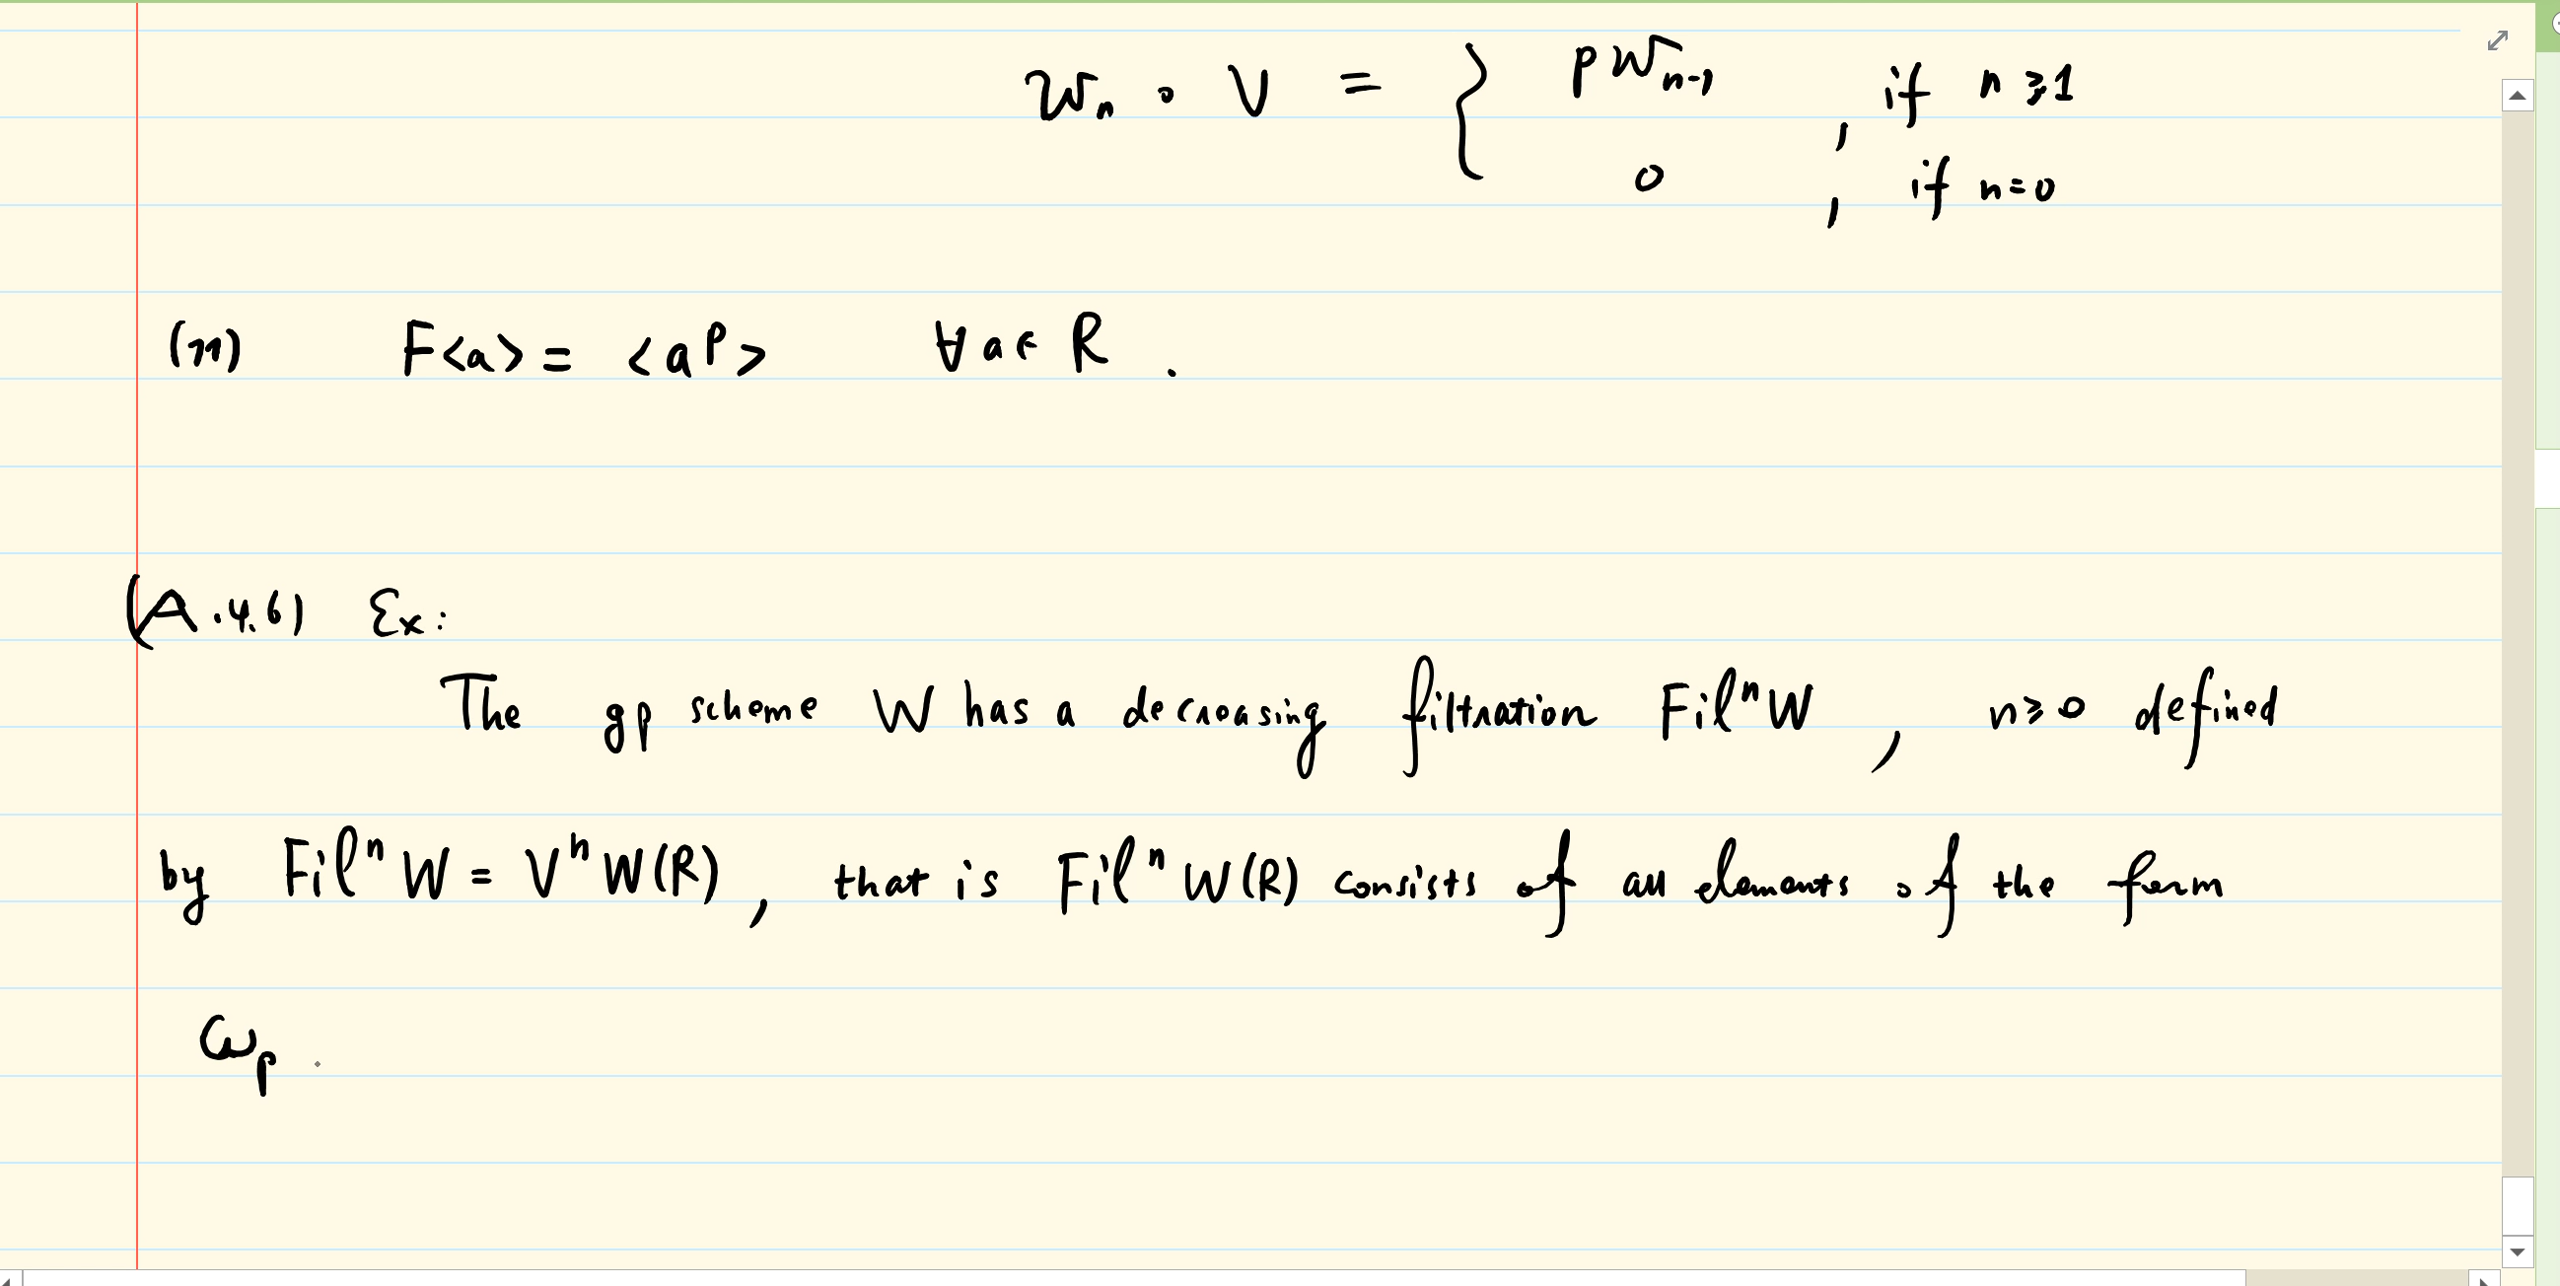 w_n ∘ V = { p w_{n-1} , if n ≥ 1
0 , if n = 0
(11) F<a> = <a^p> ∀ a ∈ R .
(A.4.6) Ex:
The gp scheme W has a decreasing filtration Fil^n W , n ≥ 0 defined
by Fil^n W = V^n W(R) , that is Fil^n W(R) consists of all elements of the form
ω_p .